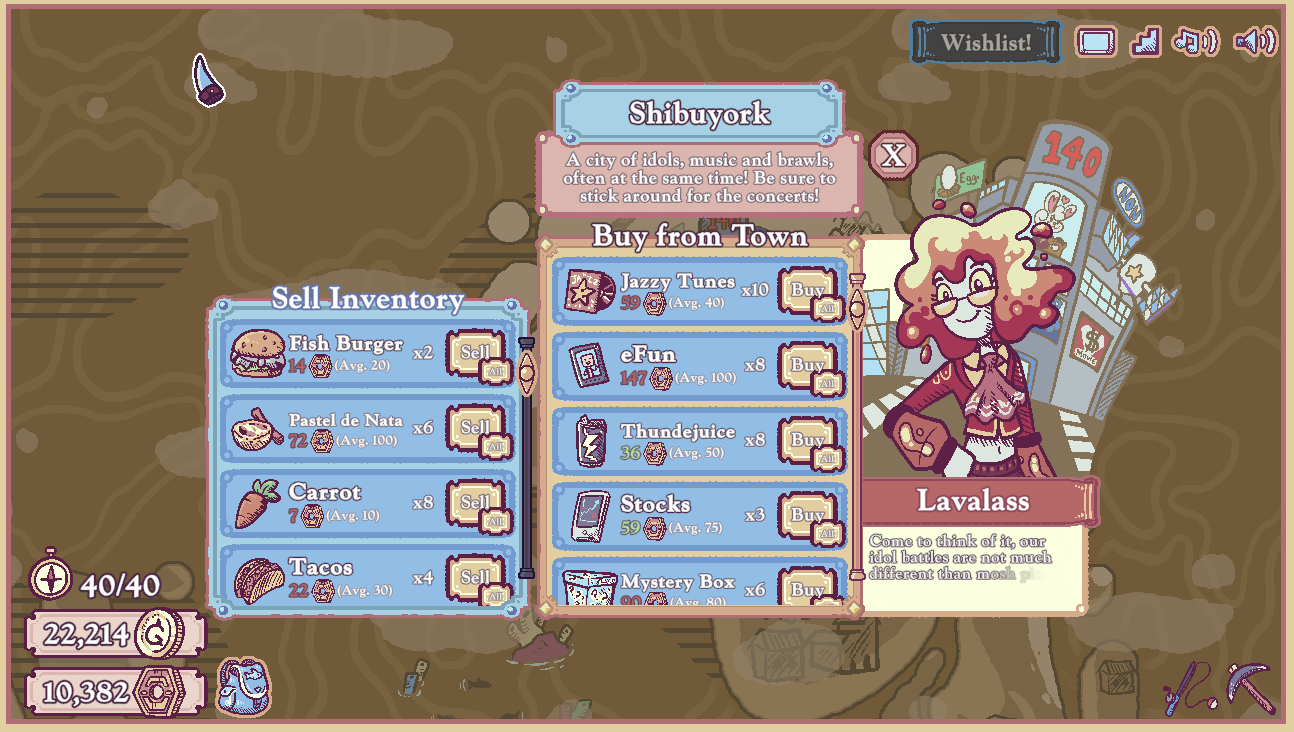 Wishlist!
Shibuyork
A city of idols, music and brawls,
often at the same time! Be sure to
stick around for the concerts!
X
140
Egg
NON
Buy from Town
Jazzy Tunes x10 Buy
59 (Avg. 40) All
eFun x8 Buy
147 (Avg. 100) All
Thundejuice x8 Buy
36 (Avg. 50) All
Stocks x3 Buy
59 (Avg. 75) All
Mystery Box x6 Buy
90 (Avg. 80)
Sell Inventory
Fish Burger x2 Sell
14 (Avg. 20) All
Pastel de Nata x6 Sell
72 (Avg. 100) All
Carrot x8 Sell
7 (Avg. 10) All
Tacos x4 Sell
22 (Avg. 30) All
Lavalass
Come to think of it, our
idol battles are not much
different than mosh
40/40
22,214
10,382